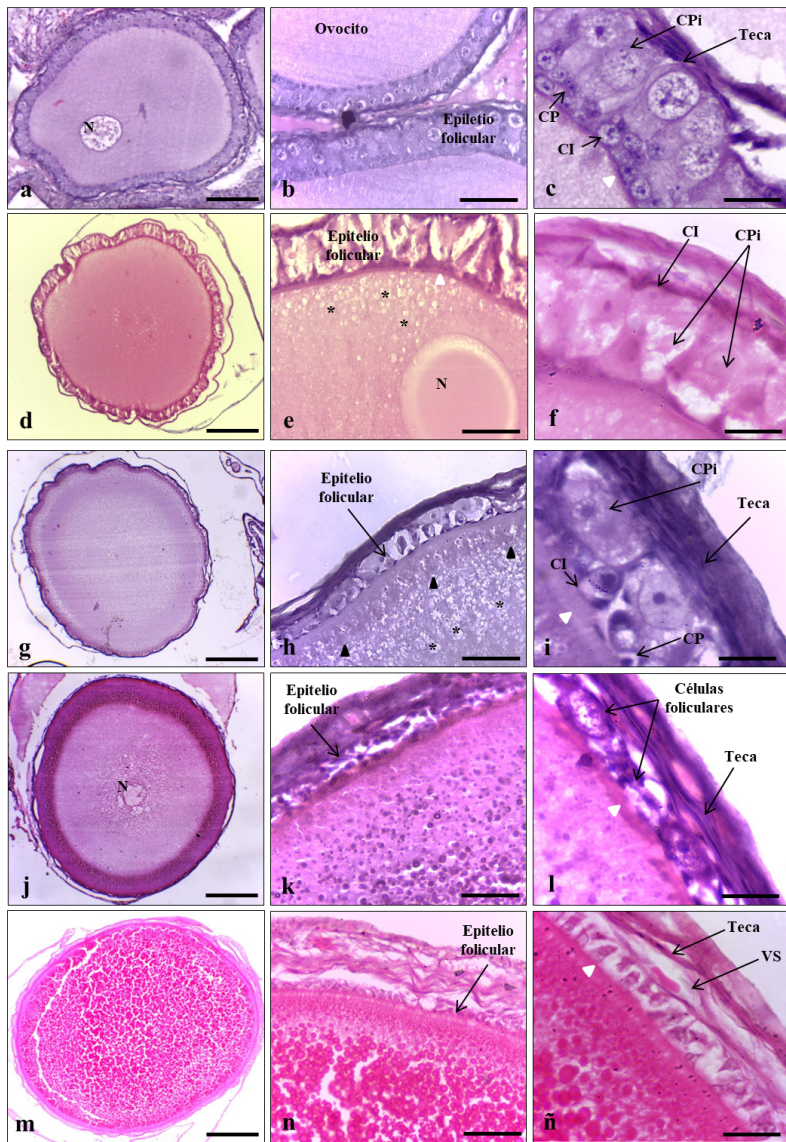 N
a
Ovocito
Epiletio
folicular
b
CPi
Teca
CP
CI
c
d
Epitelio
folicular
*
*
*
N
e
CI
CPi
f
g
Epitelio
folicular
*
*
*
h
CPi
Teca
CI
CP
i
N
j
Epitelio
folicular
k
Células
foliculares
Teca
l
m
Epitelio
folicular
n
Teca
VS
ñ